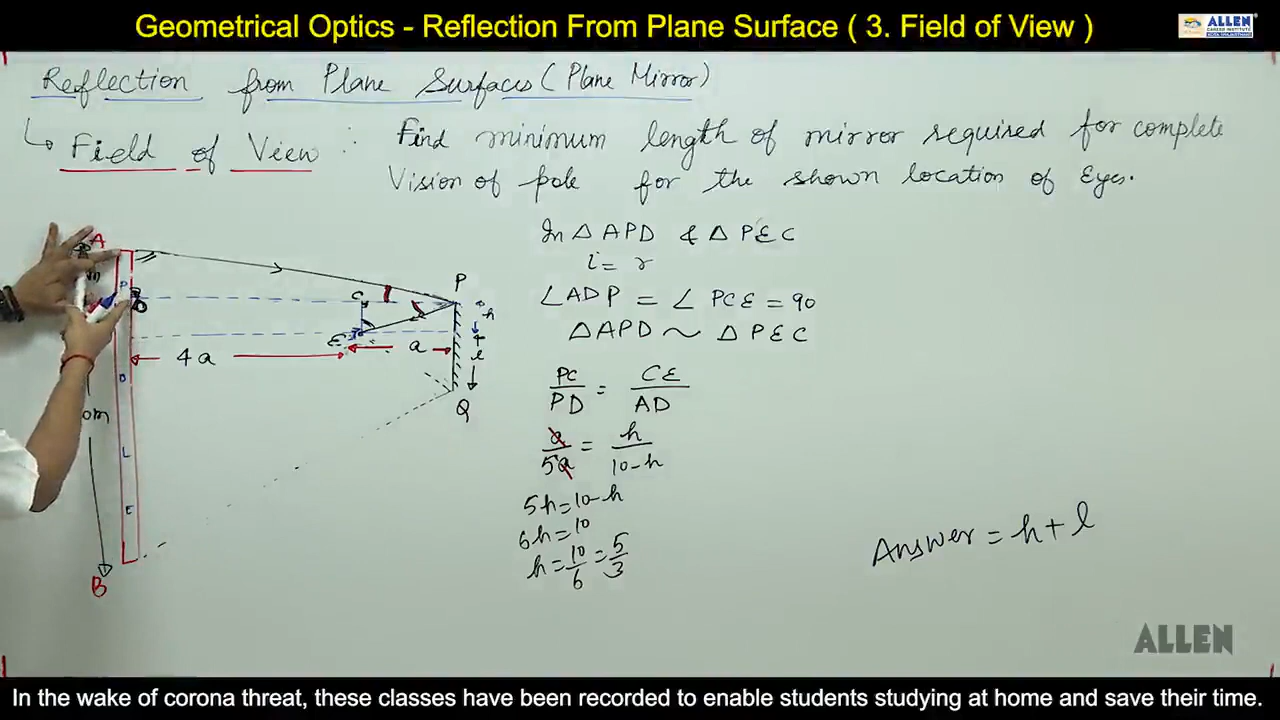 Geometrical Optics - Reflection From Plane Surface ( 3. Field of View )
ALLEN
CAREER INSTITUTE
Reflection from Plane Surfaces (Plane Mirror)
Field of View : Find minimum length of mirror required for complete
Vision of pole for the shown location of Eyes.
In △APD & △PEC
i = r
∠ADP = ∠PCE = 90
△APD ~ △PEC
PC/PD = CE/AD
a/5a = h/10-h
5h = 10-h
6h = 10
h = 10/6 = 5/3
Answer = h + l
A
P
C
h
E
4a
a
l
Q
O
L
E
B
ALLEN
In the wake of corona threat, these classes have been recorded to enable students studying at home and save their time.